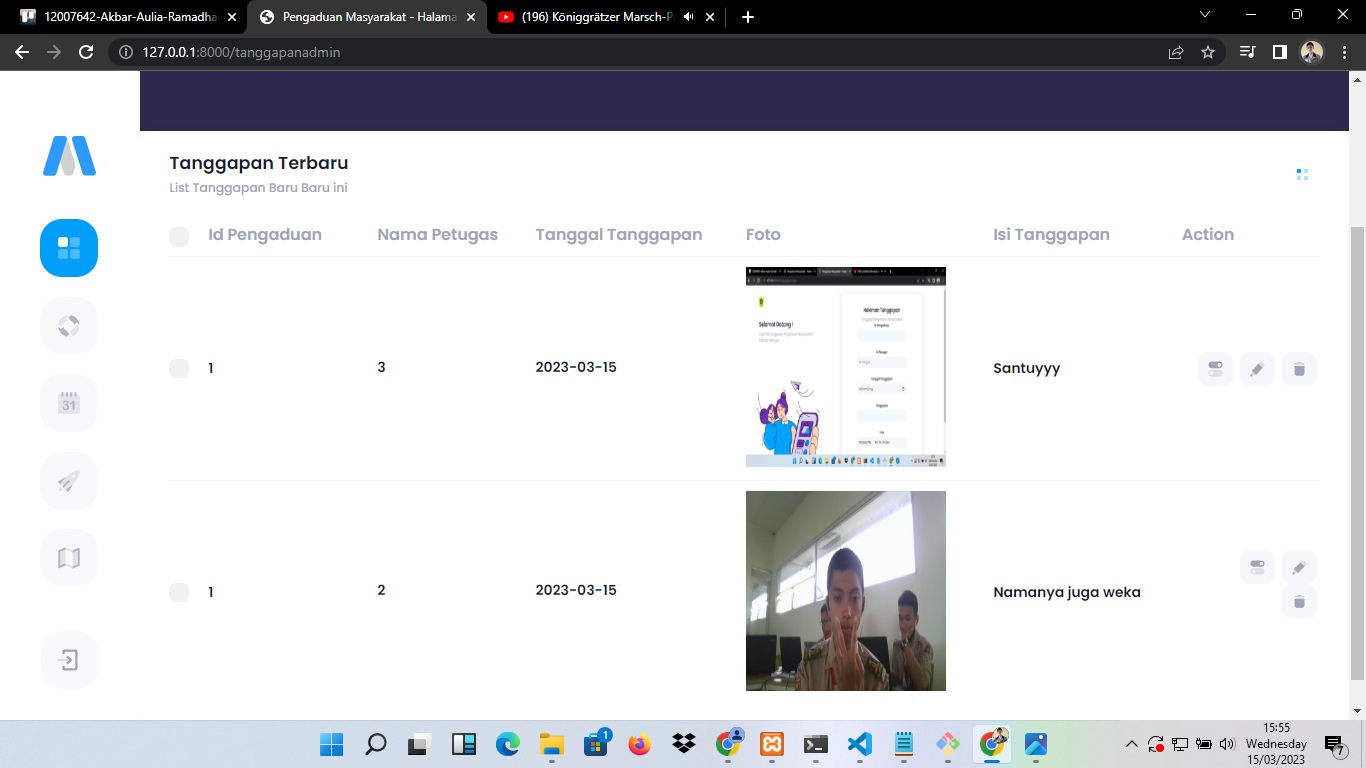 12007642-Akbar-Aulia-Ramadha
Pengaduan Masyarakat - Halama
(196) Königgrätzer Marsch-P
127.0.0.1:8000/tanggapanadmin
Tanggapan Terbaru
List Tanggapan Baru Baru ini
Id Pengaduan Nama Petugas Tanggal Tanggapan Foto Isi Tanggapan Action
Halaman Tanggapan
Selamat Datang !
1 3 2023-03-15 Santuyyy
31
1 2 2023-03-15 Namanya juga weka
1
15:55
Wednesday
15/03/2023
7